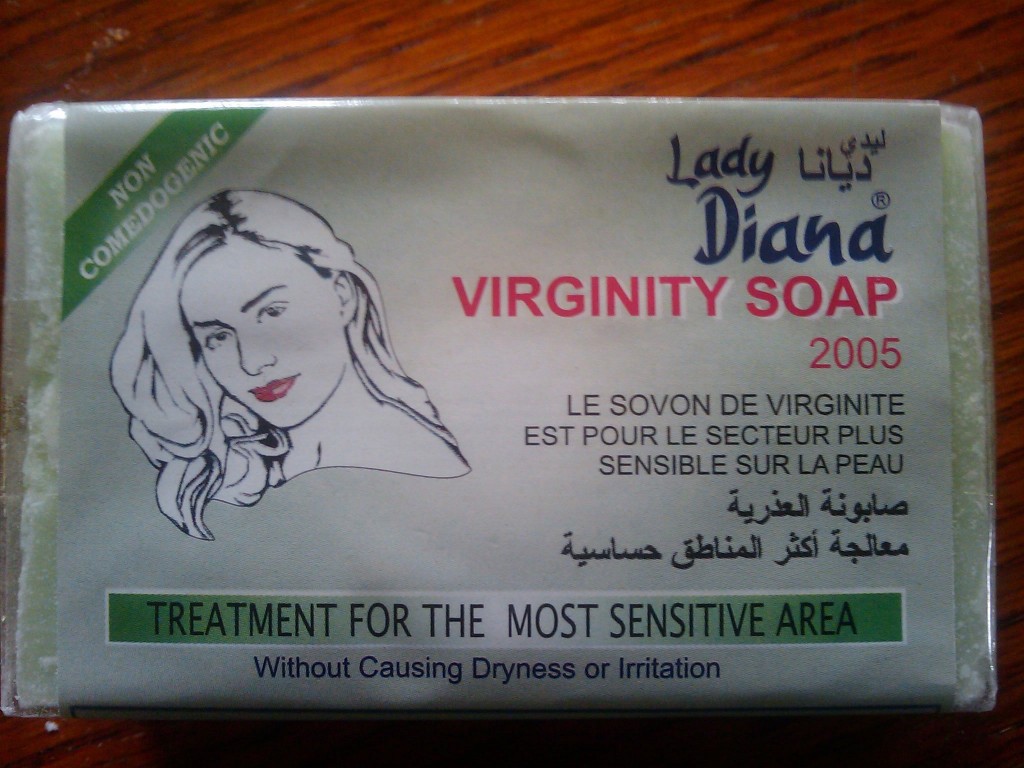 NON
COMEDOGENIC
Lady ليدي ديانا
Diana®
VIRGINITY SOAP
2005
LE SOVON DE VIRGINITE
EST POUR LE SECTEUR PLUS
SENSIBLE SUR LA PEAU
صابونة العذرية
معالجة أكثر المناطق حساسية
TREATMENT FOR THE MOST SENSITIVE AREA
Without Causing Dryness or Irritation